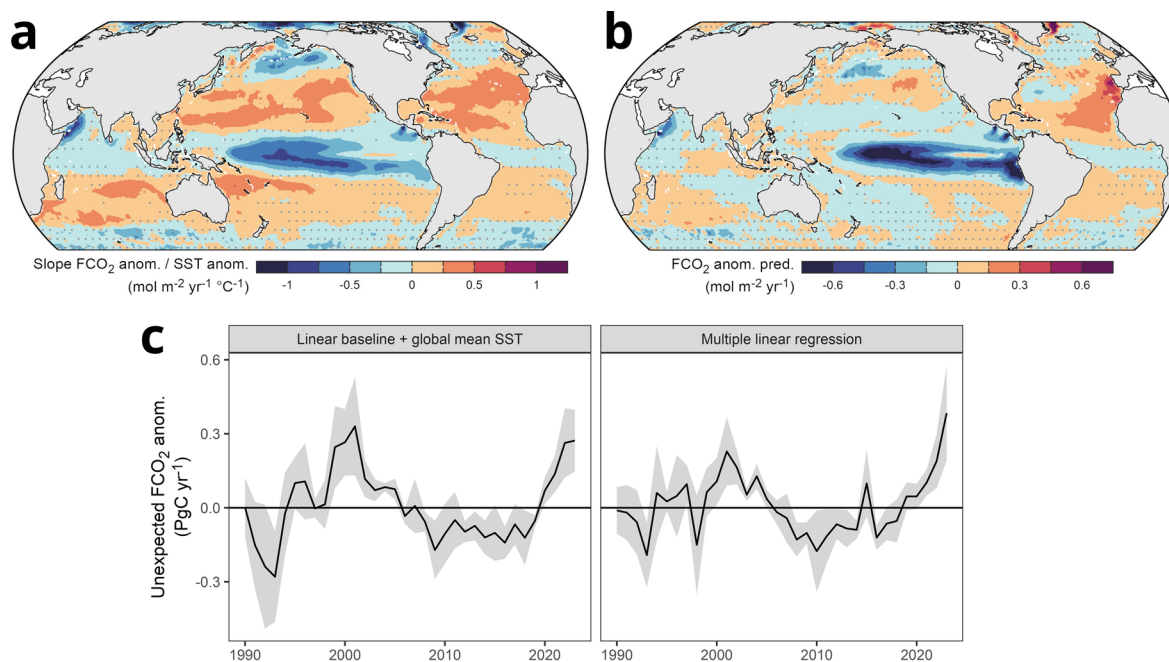 a
b
Slope FCO₂ anom. / SST anom.
(mol m⁻² yr⁻¹ °C⁻¹)
-1 -0.5 0 0.5 1
FCO₂ anom. pred.
(mol m⁻² yr⁻¹)
-0.6 -0.3 0 0.3 0.6
c
Linear baseline + global mean SST
Multiple linear regression
Unexpected FCO₂ anom.
(PgC yr⁻¹)
0.6
0.3
0.0
-0.3
1990 2000 2010 2020
1990 2000 2010 2020